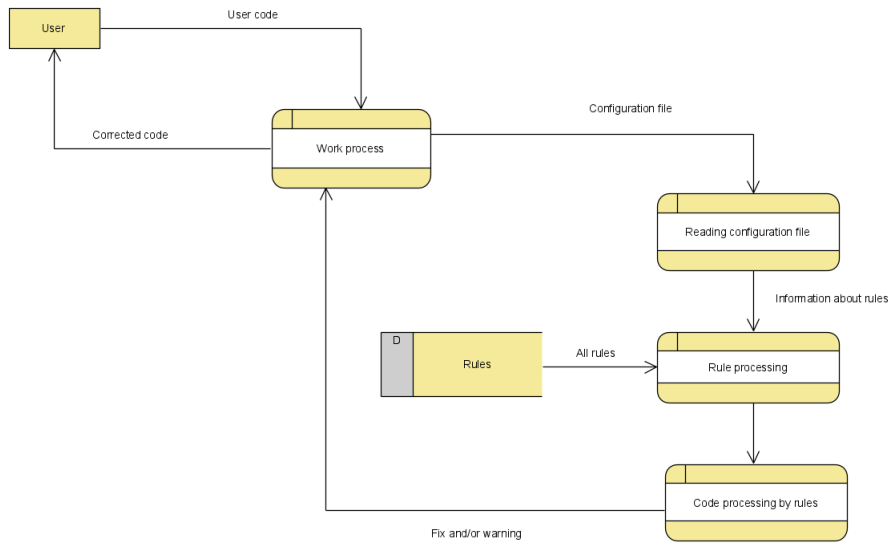 User code
User
Configuration file
Corrected code
Work process
Reading configuration file
Information about rules
D
All rules
Rules
Rule processing
Code processing by rules
Fix and/or warning